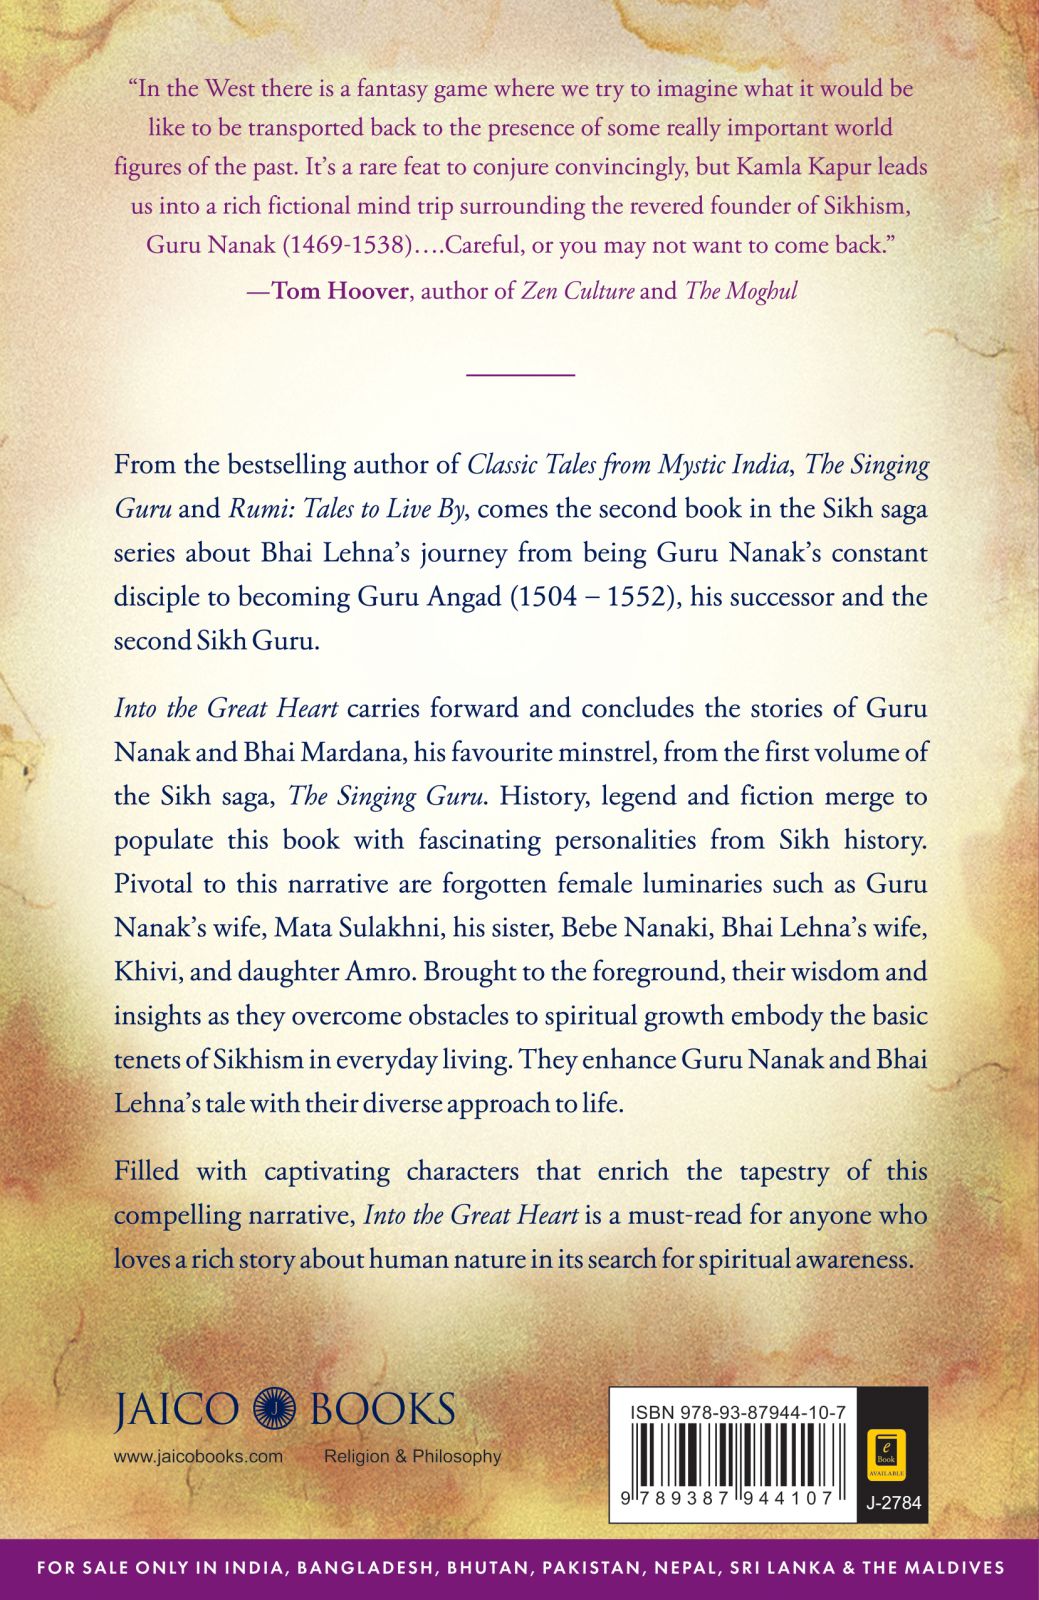 “In the West there is a fantasy game where we try to imagine what it would be
like to be transported back to the presence of some really important world
figures of the past. It’s a rare feat to conjure convincingly, but Kamla Kapur leads
us into a rich fictional mind trip surrounding the revered founder of Sikhism,
Guru Nanak (1469-1538)….Careful, or you may not want to come back.”
—Tom Hoover, author of Zen Culture and The Moghul
From the bestselling author of Classic Tales from Mystic India, The Singing
Guru and Rumi: Tales to Live By, comes the second book in the Sikh saga
series about Bhai Lehna’s journey from being Guru Nanak’s constant
disciple to becoming Guru Angad (1504 – 1552), his successor and the
second Sikh Guru.
Into the Great Heart carries forward and concludes the stories of Guru
Nanak and Bhai Mardana, his favourite minstrel, from the first volume of
the Sikh saga, The Singing Guru. History, legend and fiction merge to
populate this book with fascinating personalities from Sikh history.
Pivotal to this narrative are forgotten female luminaries such as Guru
Nanak’s wife, Mata Sulakhni, his sister, Bebe Nanaki, Bhai Lehna’s wife,
Khivi, and daughter Amro. Brought to the foreground, their wisdom and
insights as they overcome obstacles to spiritual growth embody the basic
tenets of Sikhism in everyday living. They enhance Guru Nanak and Bhai
Lehna’s tale with their diverse approach to life.
Filled with captivating characters that enrich the tapestry of this
compelling narrative, Into the Great Heart is a must-read for anyone who
loves a rich story about human nature in its search for spiritual awareness.
JAICO J BOOKS
www.jaicobooks.com Religion & Philosophy
ISBN 978-93-87944-10-7
9 789387 944107
e
Book
AVAILABLE
J-2784
FOR SALE ONLY IN INDIA, BANGLADESH, BHUTAN, PAKISTAN, NEPAL, SRI LANKA & THE MALDIVES